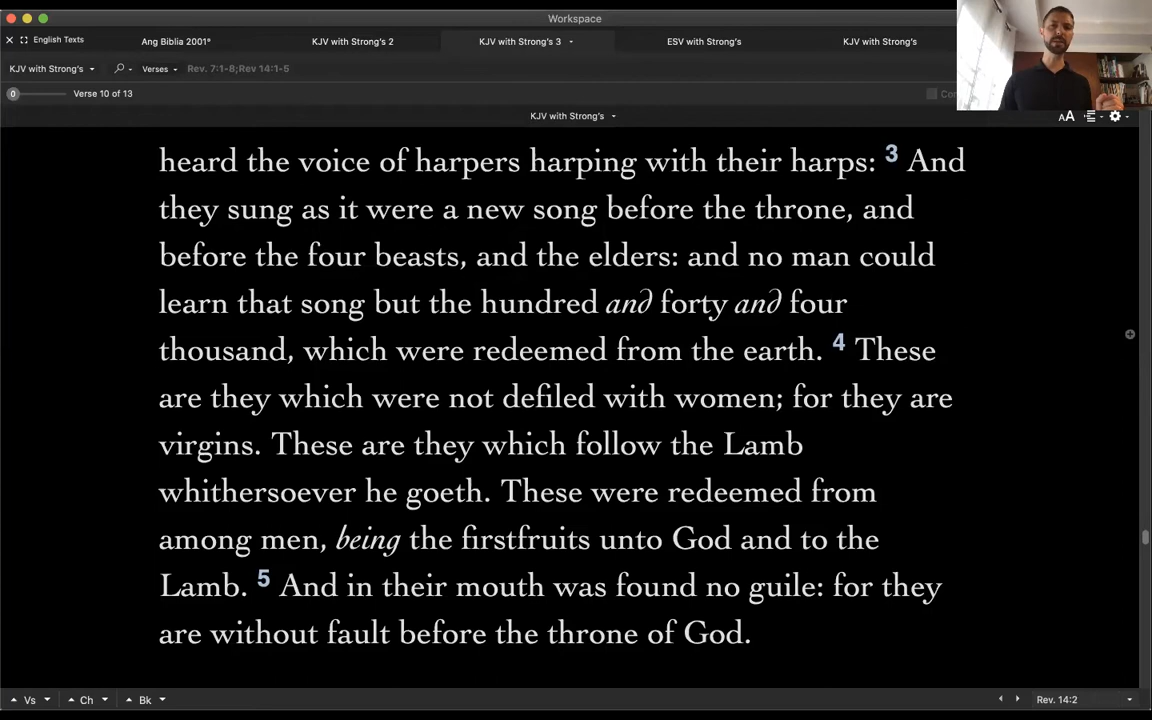 Workspace
English Texts
Ang Biblia 2001®
KJV with Strong's 2
KJV with Strong's 3
ESV with Strong's
KJV with Strong's
KJV with Strong's
Verses
Rev. 7:1-8;Rev 14:1-5
0
Verse 10 of 13
KJV with Strong's
AA
heard the voice of harpers harping with their harps: 3 And
they sung as it were a new song before the throne, and
before the four beasts, and the elders: and no man could
learn that song but the hundred and forty and four
thousand, which were redeemed from the earth. 4 These
are they which were not defiled with women; for they are
virgins. These are they which follow the Lamb
whithersoever he goeth. These were redeemed from
among men, being the firstfruits unto God and to the
Lamb. 5 And in their mouth was found no guile: for they
are without fault before the throne of God.
Vs
Ch
Bk
Rev. 14:2